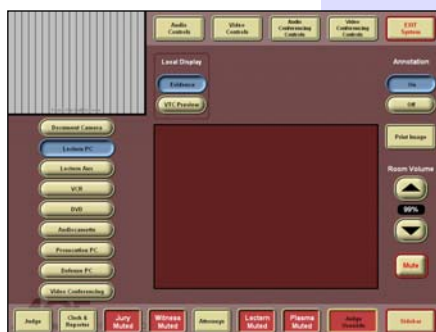 Audio
Controls
Video
Controls
Audio
Conferencing
Controls
Video
Conferencing
Controls
EXIT
System
Local Display
Evidence
VTC Preview
Annotation
On
Off
Print Image
Room Volume
99%
Mute
Document Camera
Lectern PC
Lectern Aux
VCR
DVD
Audiocassette
Prosecution PC
Defense PC
Video Conferencing
Judge
Clerk &
Reporter
Jury
Muted
Witness
Muted
Attorneys
Lectern
Muted
Plasma
Muted
Judge
Override
Sidebar